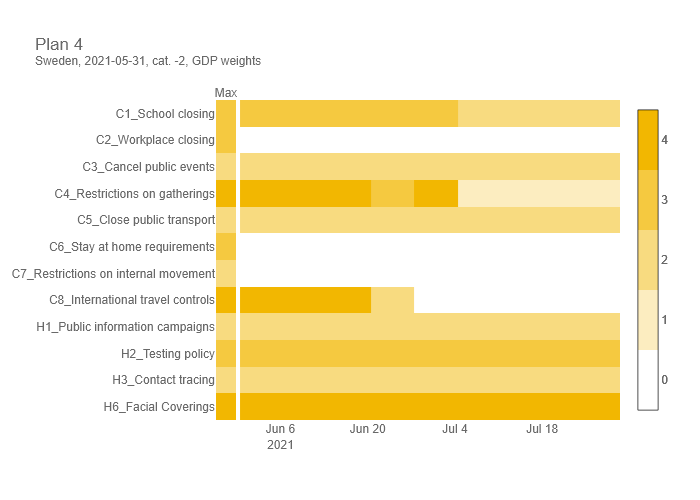 Plan 4
Sweden, 2021-05-31, cat. -2, GDP weights
Max
C1_School closing
C2_Workplace closing
C3_Cancel public events
C4_Restrictions on gatherings
C5_Close public transport
C6_Stay at home requirements
C7_Restrictions on internal movement
C8_International travel controls
H1_Public information campaigns
H2_Testing policy
H3_Contact tracing
H6_Facial Coverings
Jun 6 Jun 20 Jul 4 Jul 18
2021
4
3
2
1
0